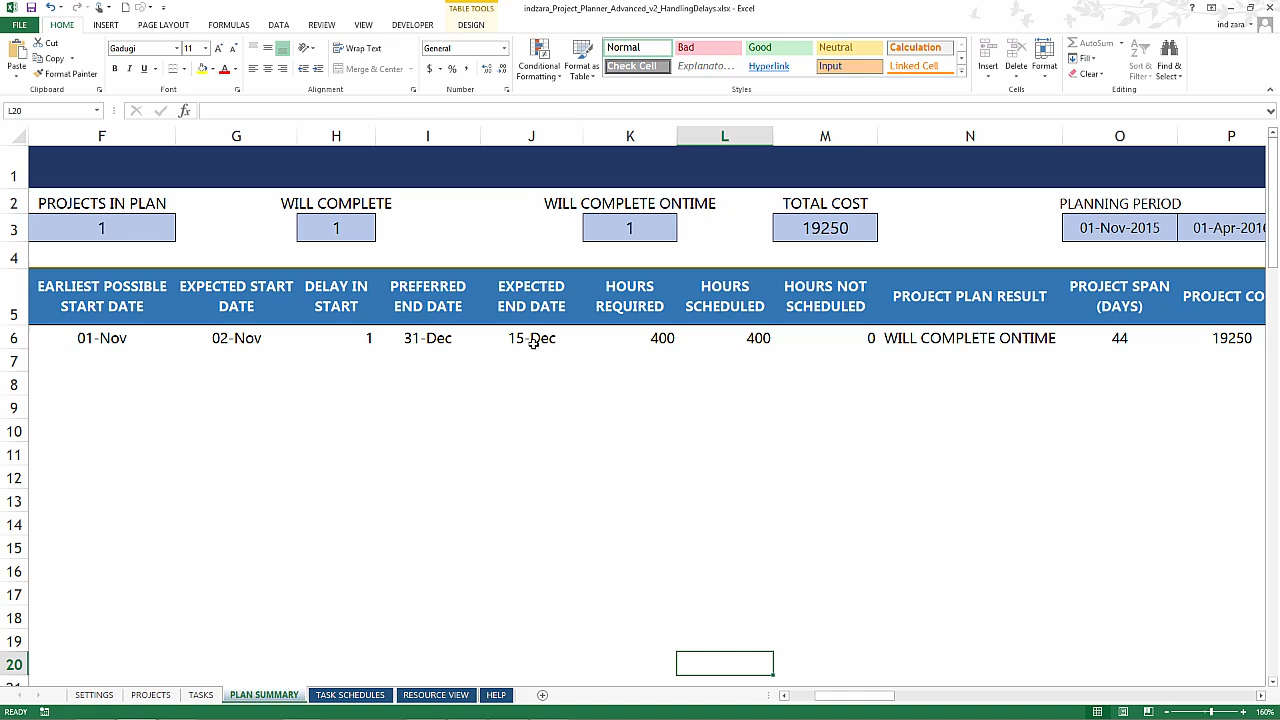 indzara_Project_Planner_Advanced_v2_HandlingDelays.xlsx - Excel
TABLE TOOLS
FILE HOME INSERT PAGE LAYOUT FORMULAS DATA REVIEW VIEW DEVELOPER DESIGN ind zara
Paste
Cut
Copy
Format Painter
Clipboard
Gadugi 11
B I U
Font
Wrap Text
Merge & Center
Alignment
General
$ % ,
Number
Conditional Formatting
Format as Table
Normal Bad Good Neutral Calculation
Check Cell Explanato... Hyperlink Input Linked Cell
Styles
Insert Delete Format
Cells
AutoSum
Fill
Clear
Sort & Filter
Find & Select
Editing
L20 fx
F G H I J K L M N O P
1
2 PROJECTS IN PLAN WILL COMPLETE WILL COMPLETE ONTIME TOTAL COST PLANNING PERIOD
3 1 1 1 19250 01-Nov-2015 01-Apr-2016
4
5 EARLIEST POSSIBLE START DATE EXPECTED START DATE DELAY IN START PREFERRED END DATE EXPECTED END DATE HOURS REQUIRED HOURS SCHEDULED HOURS NOT SCHEDULED PROJECT PLAN RESULT PROJECT SPAN (DAYS) PROJECT CO
6 01-Nov 02-Nov 1 31-Dec 15-Dec 400 400 0 WILL COMPLETE ONTIME 44 19250
7
8
9
10
11
12
13
14
15
16
17
18
19
20
SETTINGS PROJECTS TASKS PLAN SUMMARY TASK SCHEDULES RESOURCE VIEW HELP
READY 160%